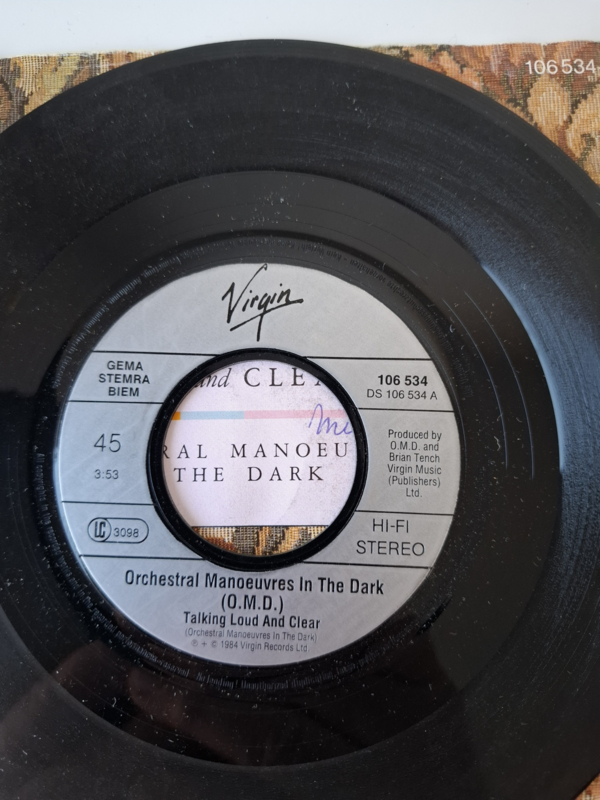 106 534
Virgin
GEMA
STEMRA
BIEM
106 534
DS 106 534 A
45
3:53
LC 3098
Produced by
O.M.D. and
Brian Tench
Virgin Music
(Publishers)
Ltd.
HI-FI
STEREO
and CLEA
RAL MANOEU
THE DARK
Orchestral Manoeuvres In The Dark
(O.M.D.)
Talking Loud And Clear
(Orchestral Manoeuvres In The Dark)
℗ + © 1984 Virgin Records Ltd.